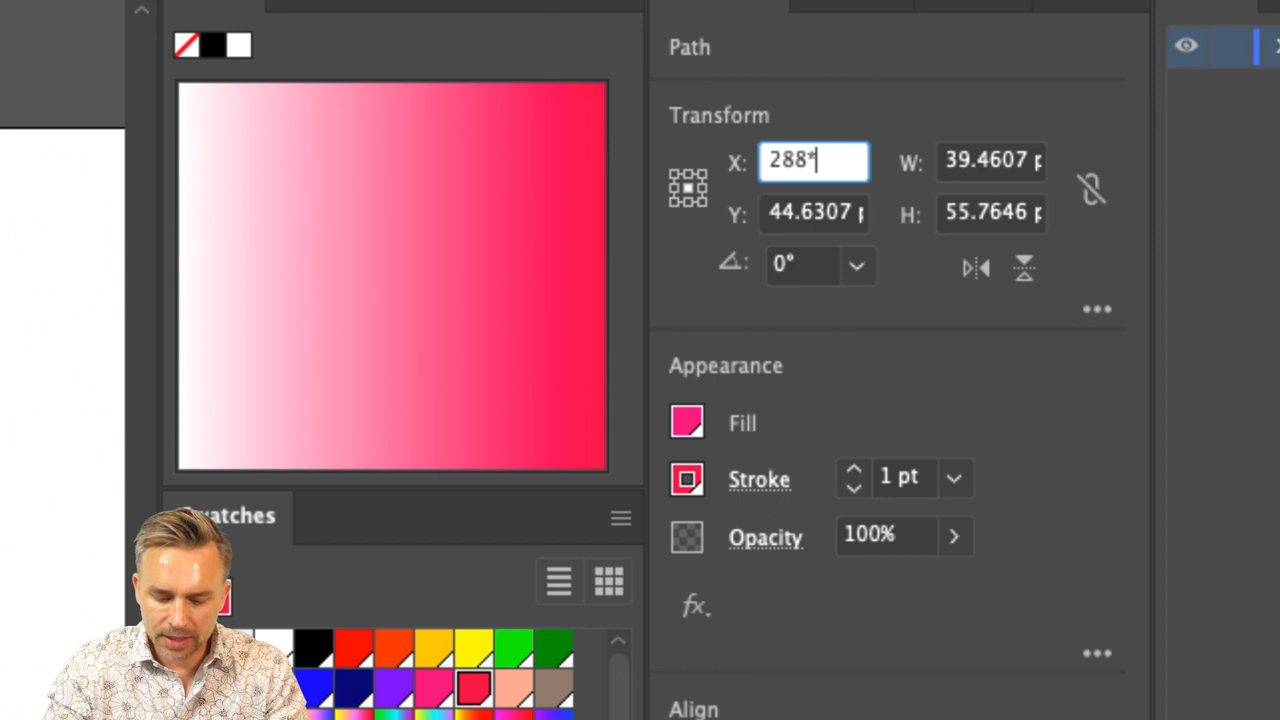 Path
Transform
X: 288* W: 39.4607 p
Y: 44.6307 H: 55.7646 p
0°
Appearance
Fill
Stroke 1 pt
Swatches
Opacity 100%
fx.
Align